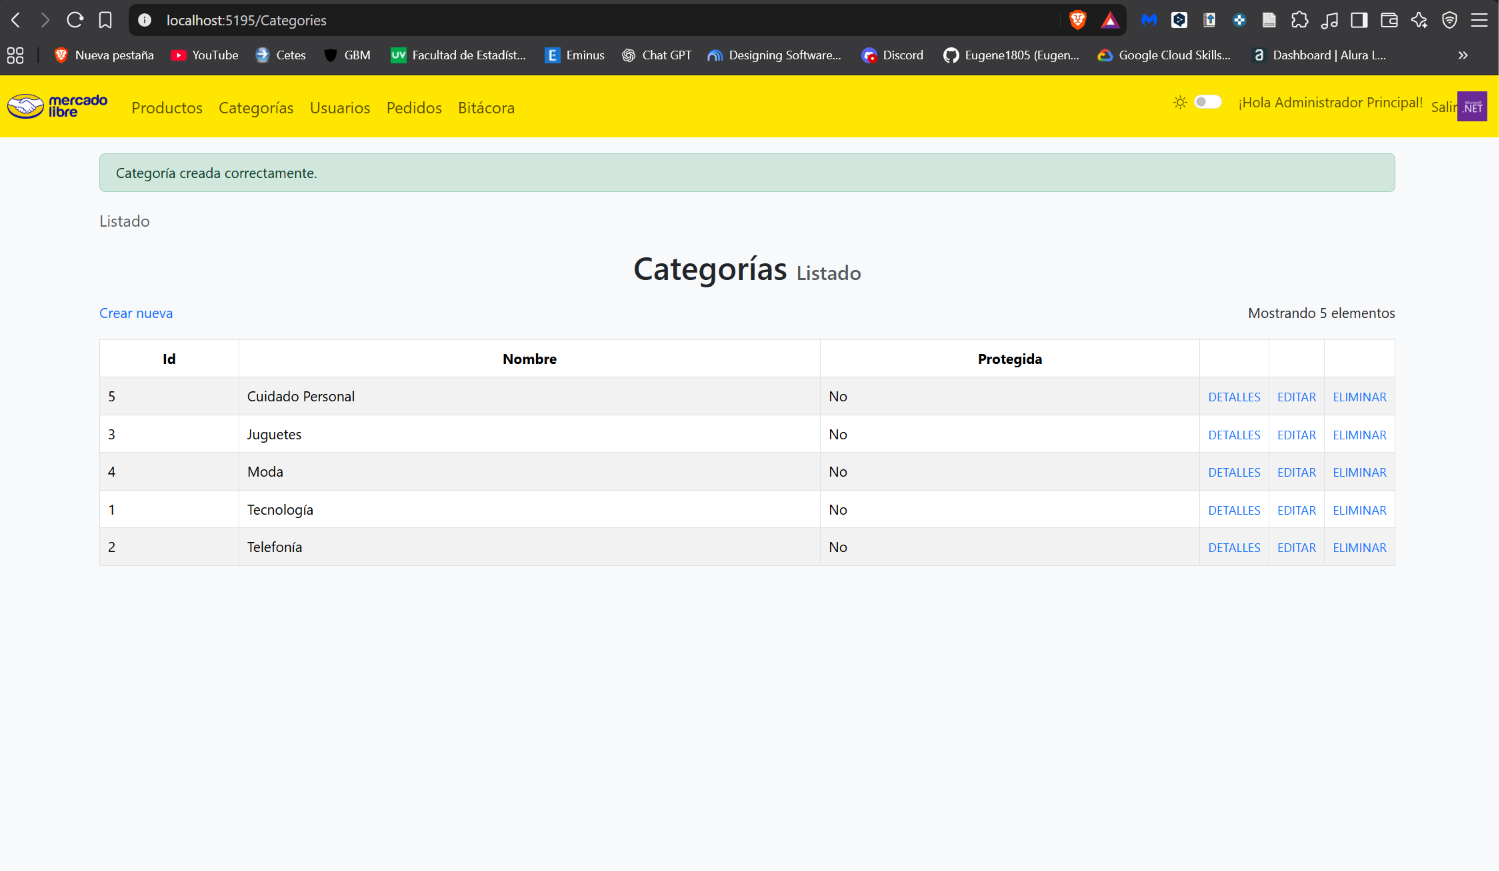 localhost:5195/Categories
Nueva pestaña YouTube Cetes GBM UV Facultad de Estadíst... E Eminus Chat GPT Designing Software... Discord Eugene1805 (Eugen... Google Cloud Skills... a Dashboard | Alura L... »
mercado libre Productos Categorías Usuarios Pedidos Bitácora ¡Hola Administrador Principal! Salir .NET
Categoría creada correctamente.
Listado
Categorías Listado
Crear nueva Mostrando 5 elementos
Id Nombre Protegida
5 Cuidado Personal No DETALLES EDITAR ELIMINAR
3 Juguetes No DETALLES EDITAR ELIMINAR
4 Moda No DETALLES EDITAR ELIMINAR
1 Tecnología No DETALLES EDITAR ELIMINAR
2 Telefonía No DETALLES EDITAR ELIMINAR